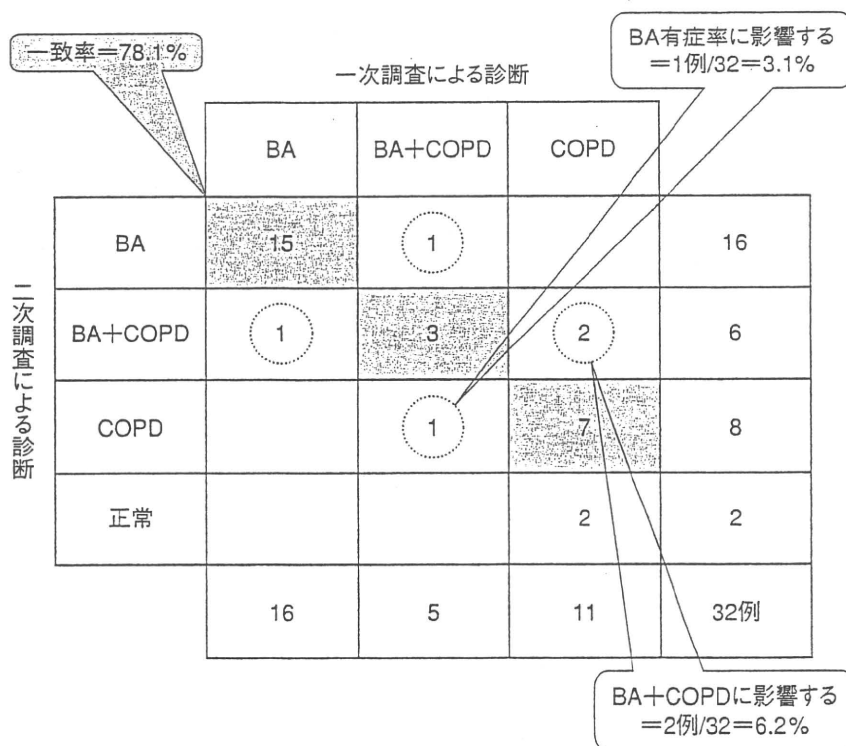 一致率=78.1%
BA有症率に影響する
=1例/32=3.1%
一次調査による診断
BA BA+COPD COPD
二次調査による診断
BA 15 1 16
BA+COPD 1 3 2 6
COPD 1 7 8
正常 2 2
16 5 11 32例
BA+COPDに影響する
=2例/32=6.2%